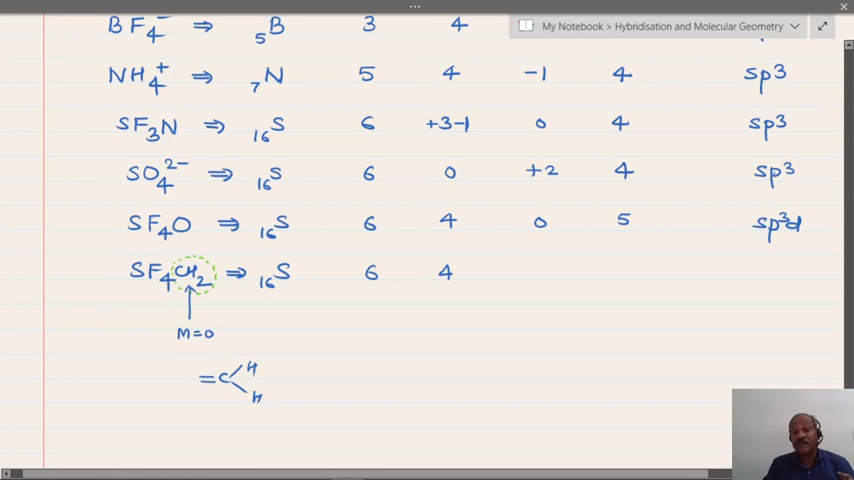 BF₄⁻ ⇒ ₅B 3 4
My Notebook > Hybridisation and Molecular Geometry
NH₄⁺ ⇒ ₇N 5 4 -1 4 sp3
SF₃N ⇒ ₁₆S 6 +3-1 0 4 sp3
SO₄²⁻ ⇒ ₁₆S 6 0 +2 4 sp3
SF₄O ⇒ ₁₆S 6 4 0 5 sp³d
SF₄CH₂ ⇒ ₁₆S 6 4
M=0
=C H
H